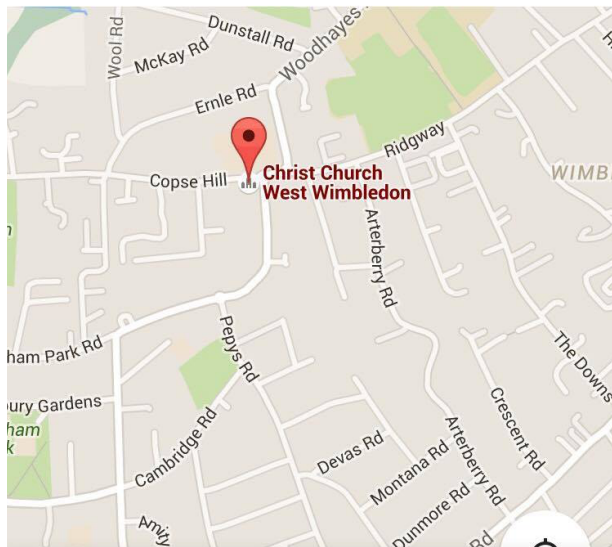 Dunstall Rd
Woodhayes
Wool Rd
McKay Rd
Ernle Rd
Ridgway
Copse Hill
Christ Church
West Wimbledon
WIMB
Arterberry Rd
Pepys Rd
ham Park Rd
The Downs
bury Gardens
ham
k
Crescent Rd
Cambridge Rd
Devas Rd
Montana Rd
Arterberry Rd
Dunmore Rd
Rd
Amity